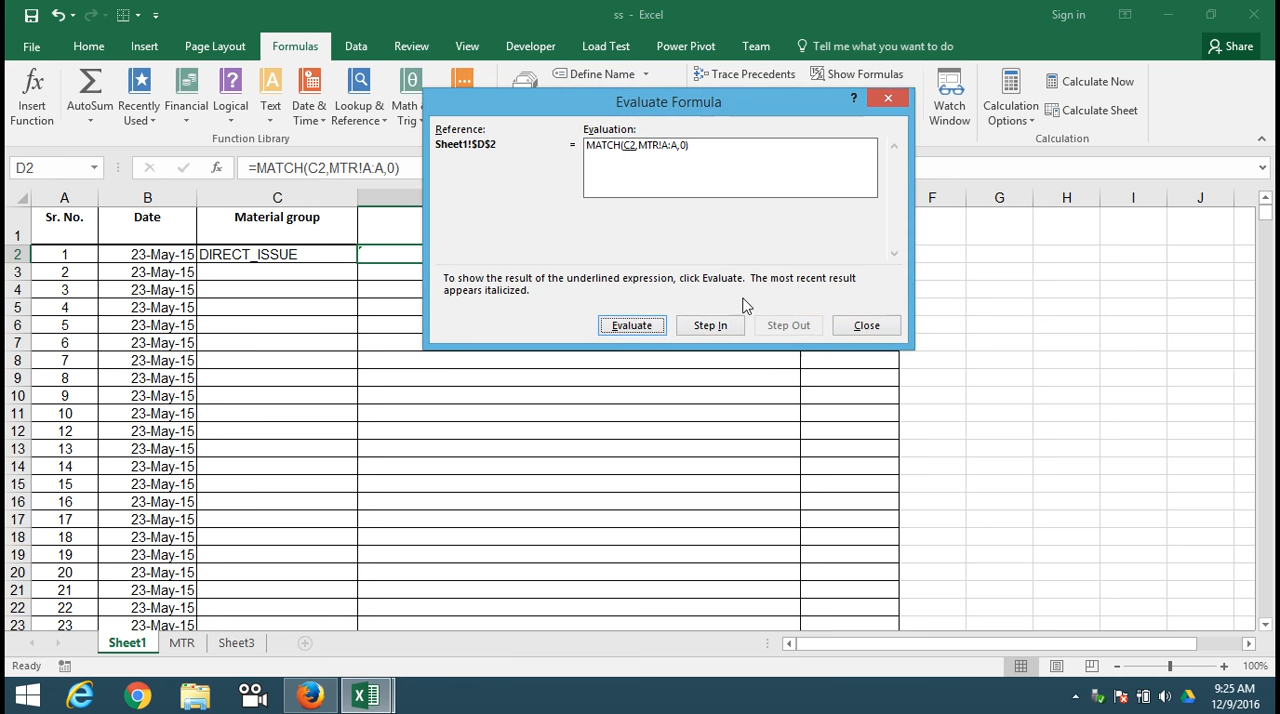 ss - Excel
Sign in
File
Home
Insert
Page Layout
Formulas
Data
Review
View
Developer
Load Test
Power Pivot
Team
Tell me what you want to do
Share
Insert
Function
AutoSum
Recently
Used
Financial
Logical
Text
Date &
Time
Lookup &
Reference
Math &
Trig
Function Library
Define Name
Trace Precedents
Show Formulas
Watch
Window
Calculation
Options
Calculate Now
Calculate Sheet
Calculation
Evaluate Formula
?
Reference:
Evaluation:
Sheet1!$D$2
=
MATCH(C2,MTR!A:A,0)
To show the result of the underlined expression, click Evaluate. The most recent result
appears italicized.
Evaluate
Step In
Step Out
Close
D2
fx
=MATCH(C2,MTR!A:A,0)
A B C F G H I J
1 Sr. No. Date Material group
2 1 23-May-15 DIRECT_ISSUE
3 2 23-May-15
4 3 23-May-15
5 4 23-May-15
6 5 23-May-15
7 6 23-May-15
8 7 23-May-15
9 8 23-May-15
10 9 23-May-15
11 10 23-May-15
12 11 23-May-15
13 12 23-May-15
14 13 23-May-15
15 14 23-May-15
16 15 23-May-15
17 16 23-May-15
18 17 23-May-15
19 18 23-May-15
20 19 23-May-15
21 20 23-May-15
22 21 23-May-15
23 22 23-May-15
23 23-May-15
Sheet1
MTR
Sheet3
Ready
100%
9:25 AM
12/9/2016